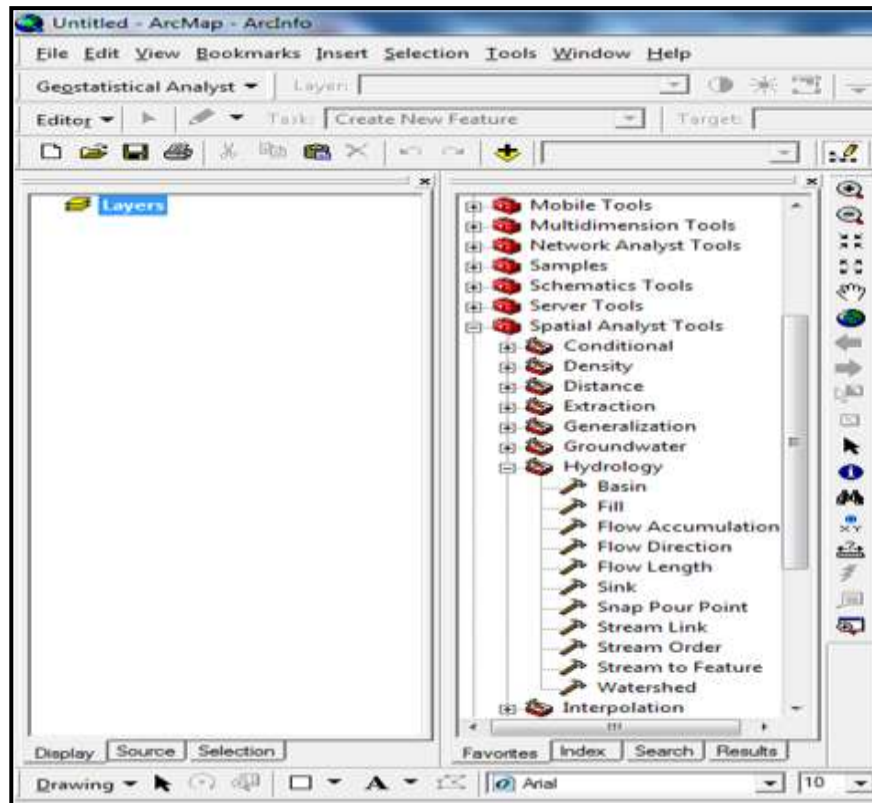 Untitled - ArcMap - ArcInfo
File Edit View Bookmarks Insert Selection Tools Window Help
Geostatistical Analyst Layer:
Editor Task: Create New Feature Target:
Layers
Mobile Tools
Multidimension Tools
Network Analyst Tools
Samples
Schematics Tools
Server Tools
Spatial Analyst Tools
Conditional
Density
Distance
Extraction
Generalization
Groundwater
Hydrology
Basin
Fill
Flow Accumulation
Flow Direction
Flow Length
Sink
Snap Pour Point
Stream Link
Stream Order
Stream to Feature
Watershed
Interpolation
Display Source Selection
Favorites Index Search Results
Drawing A Arial 10